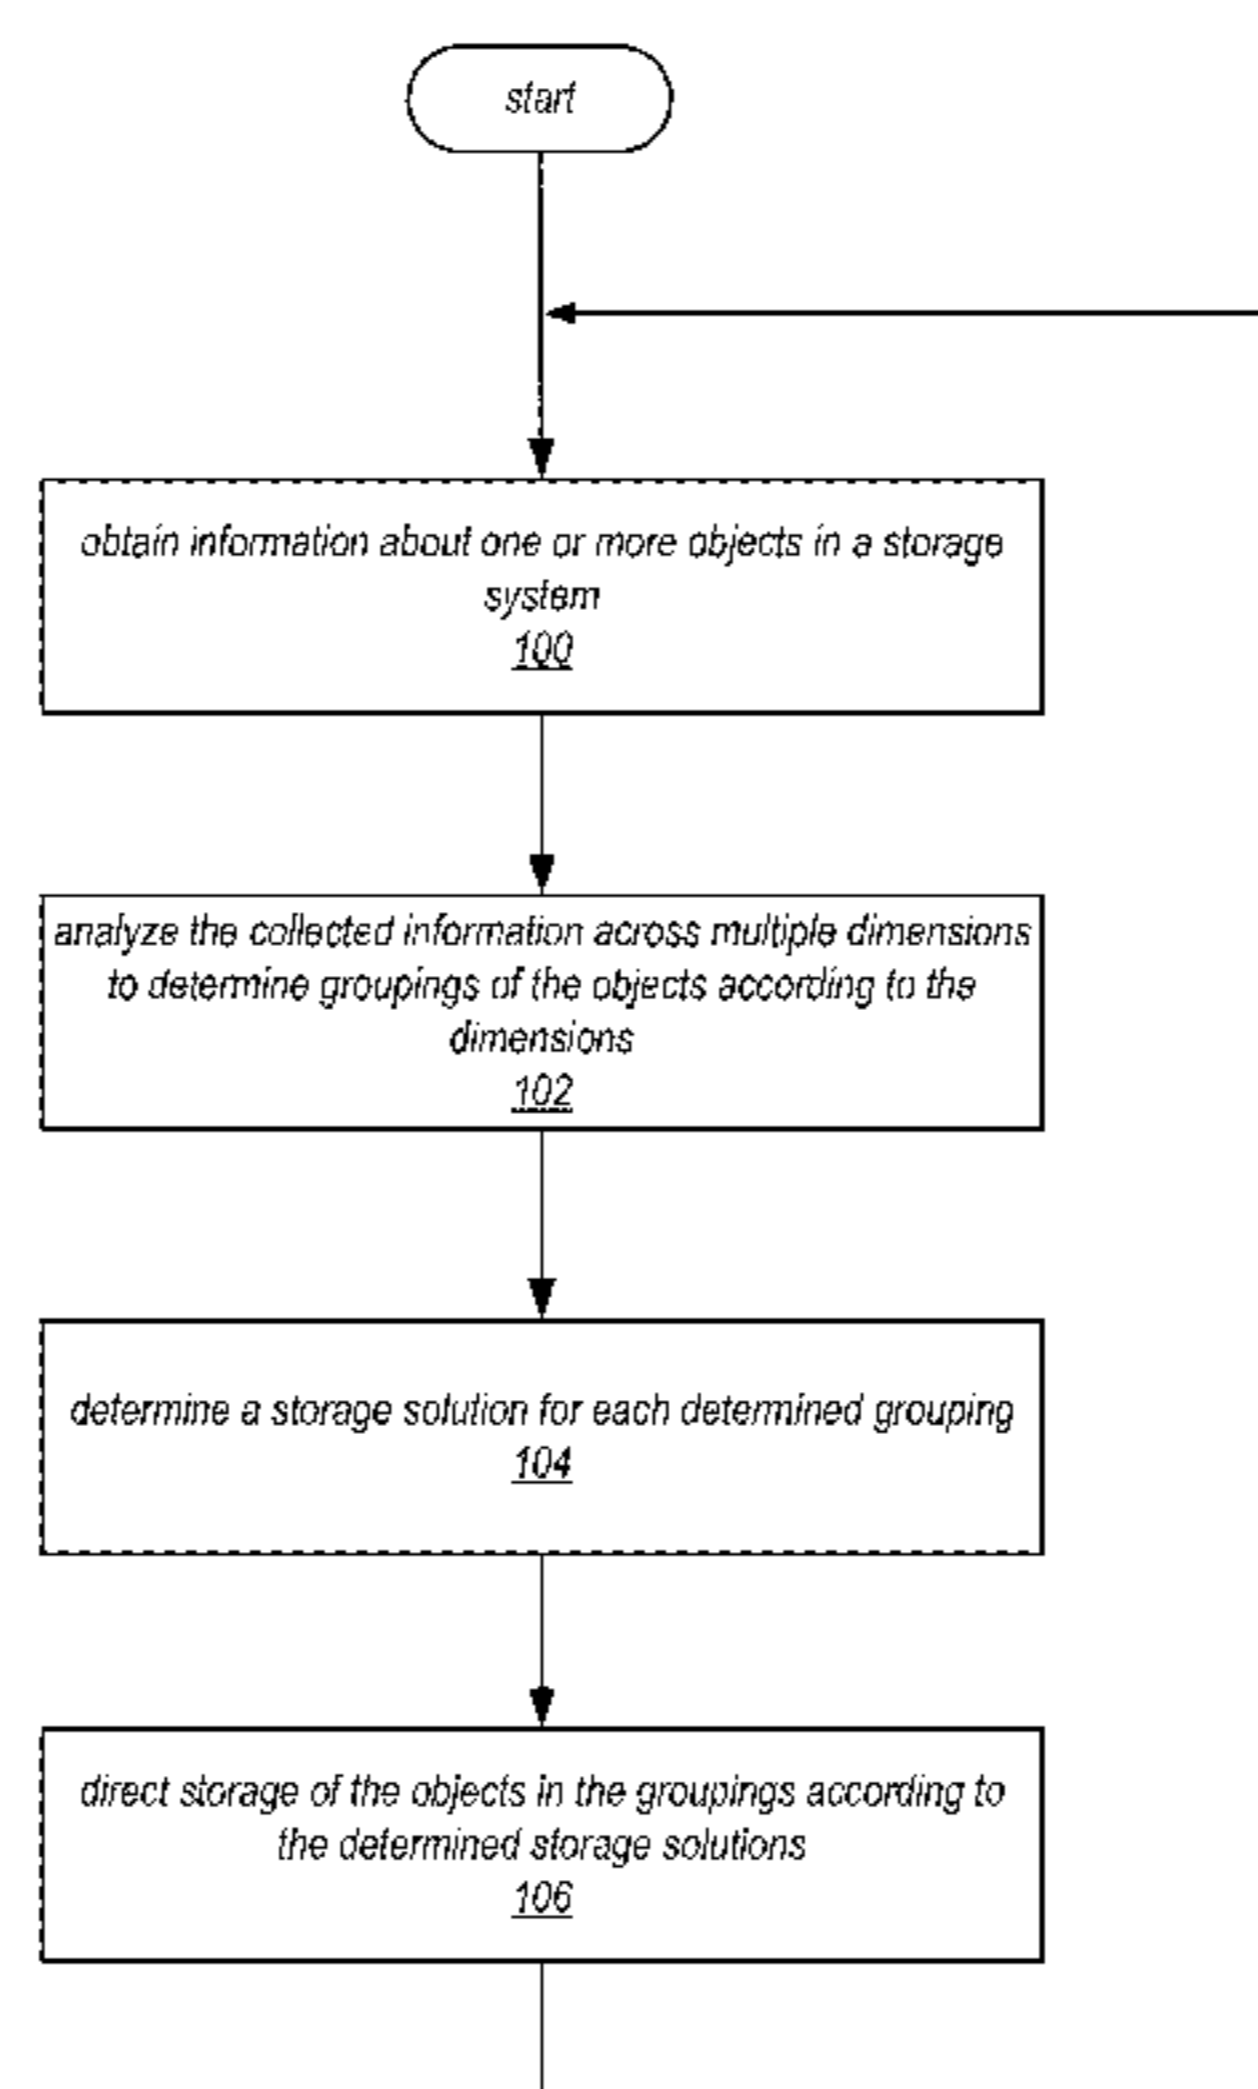 start
obtain information about one or more objects in a storage
system
100
analyze the collected information across multiple dimensions
to determine groupings of the objects according to the
dimensions
102
determine a storage solution for each determined grouping
104
direct storage of the objects in the groupings according to
the determined storage solutions
106